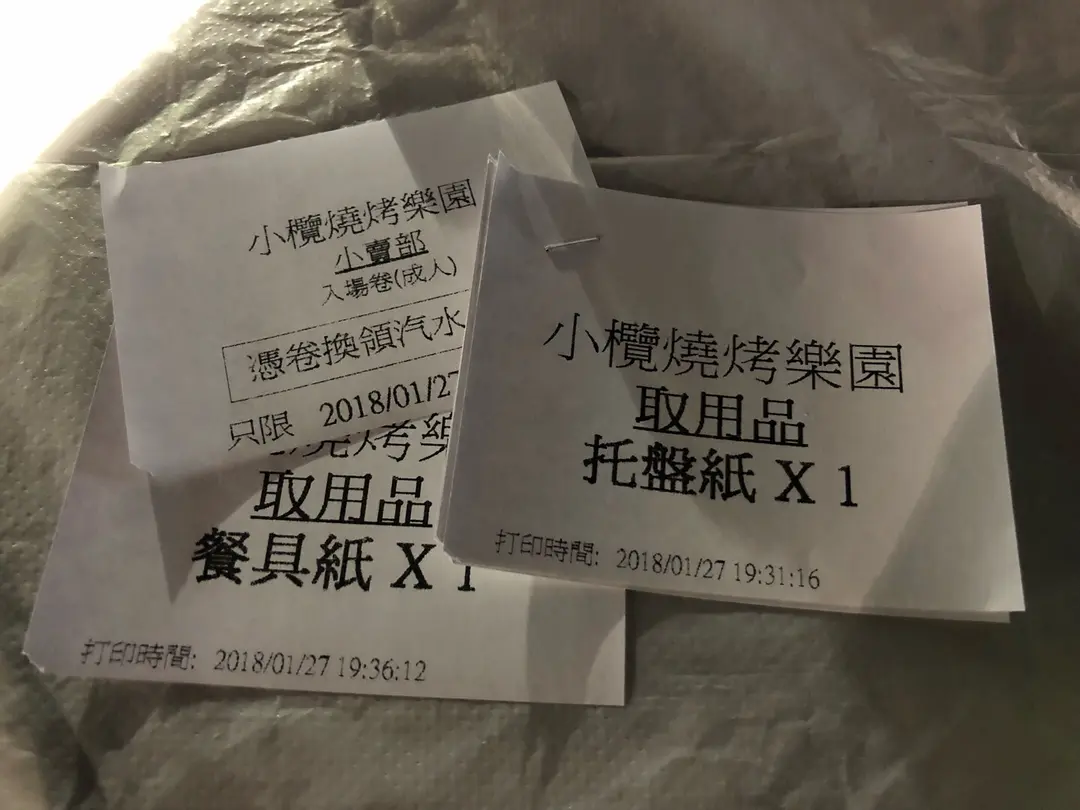 小欖燒烤樂園
小賣部
入場卷(成人)
憑卷換領汽水
只限 2018/01/27
取用品
餐具紙 X 1
打印時間: 2018/01/27 19:36:12
小欖燒烤樂園
取用品
托盤紙 X 1
打印時間: 2018/01/27 19:31:16